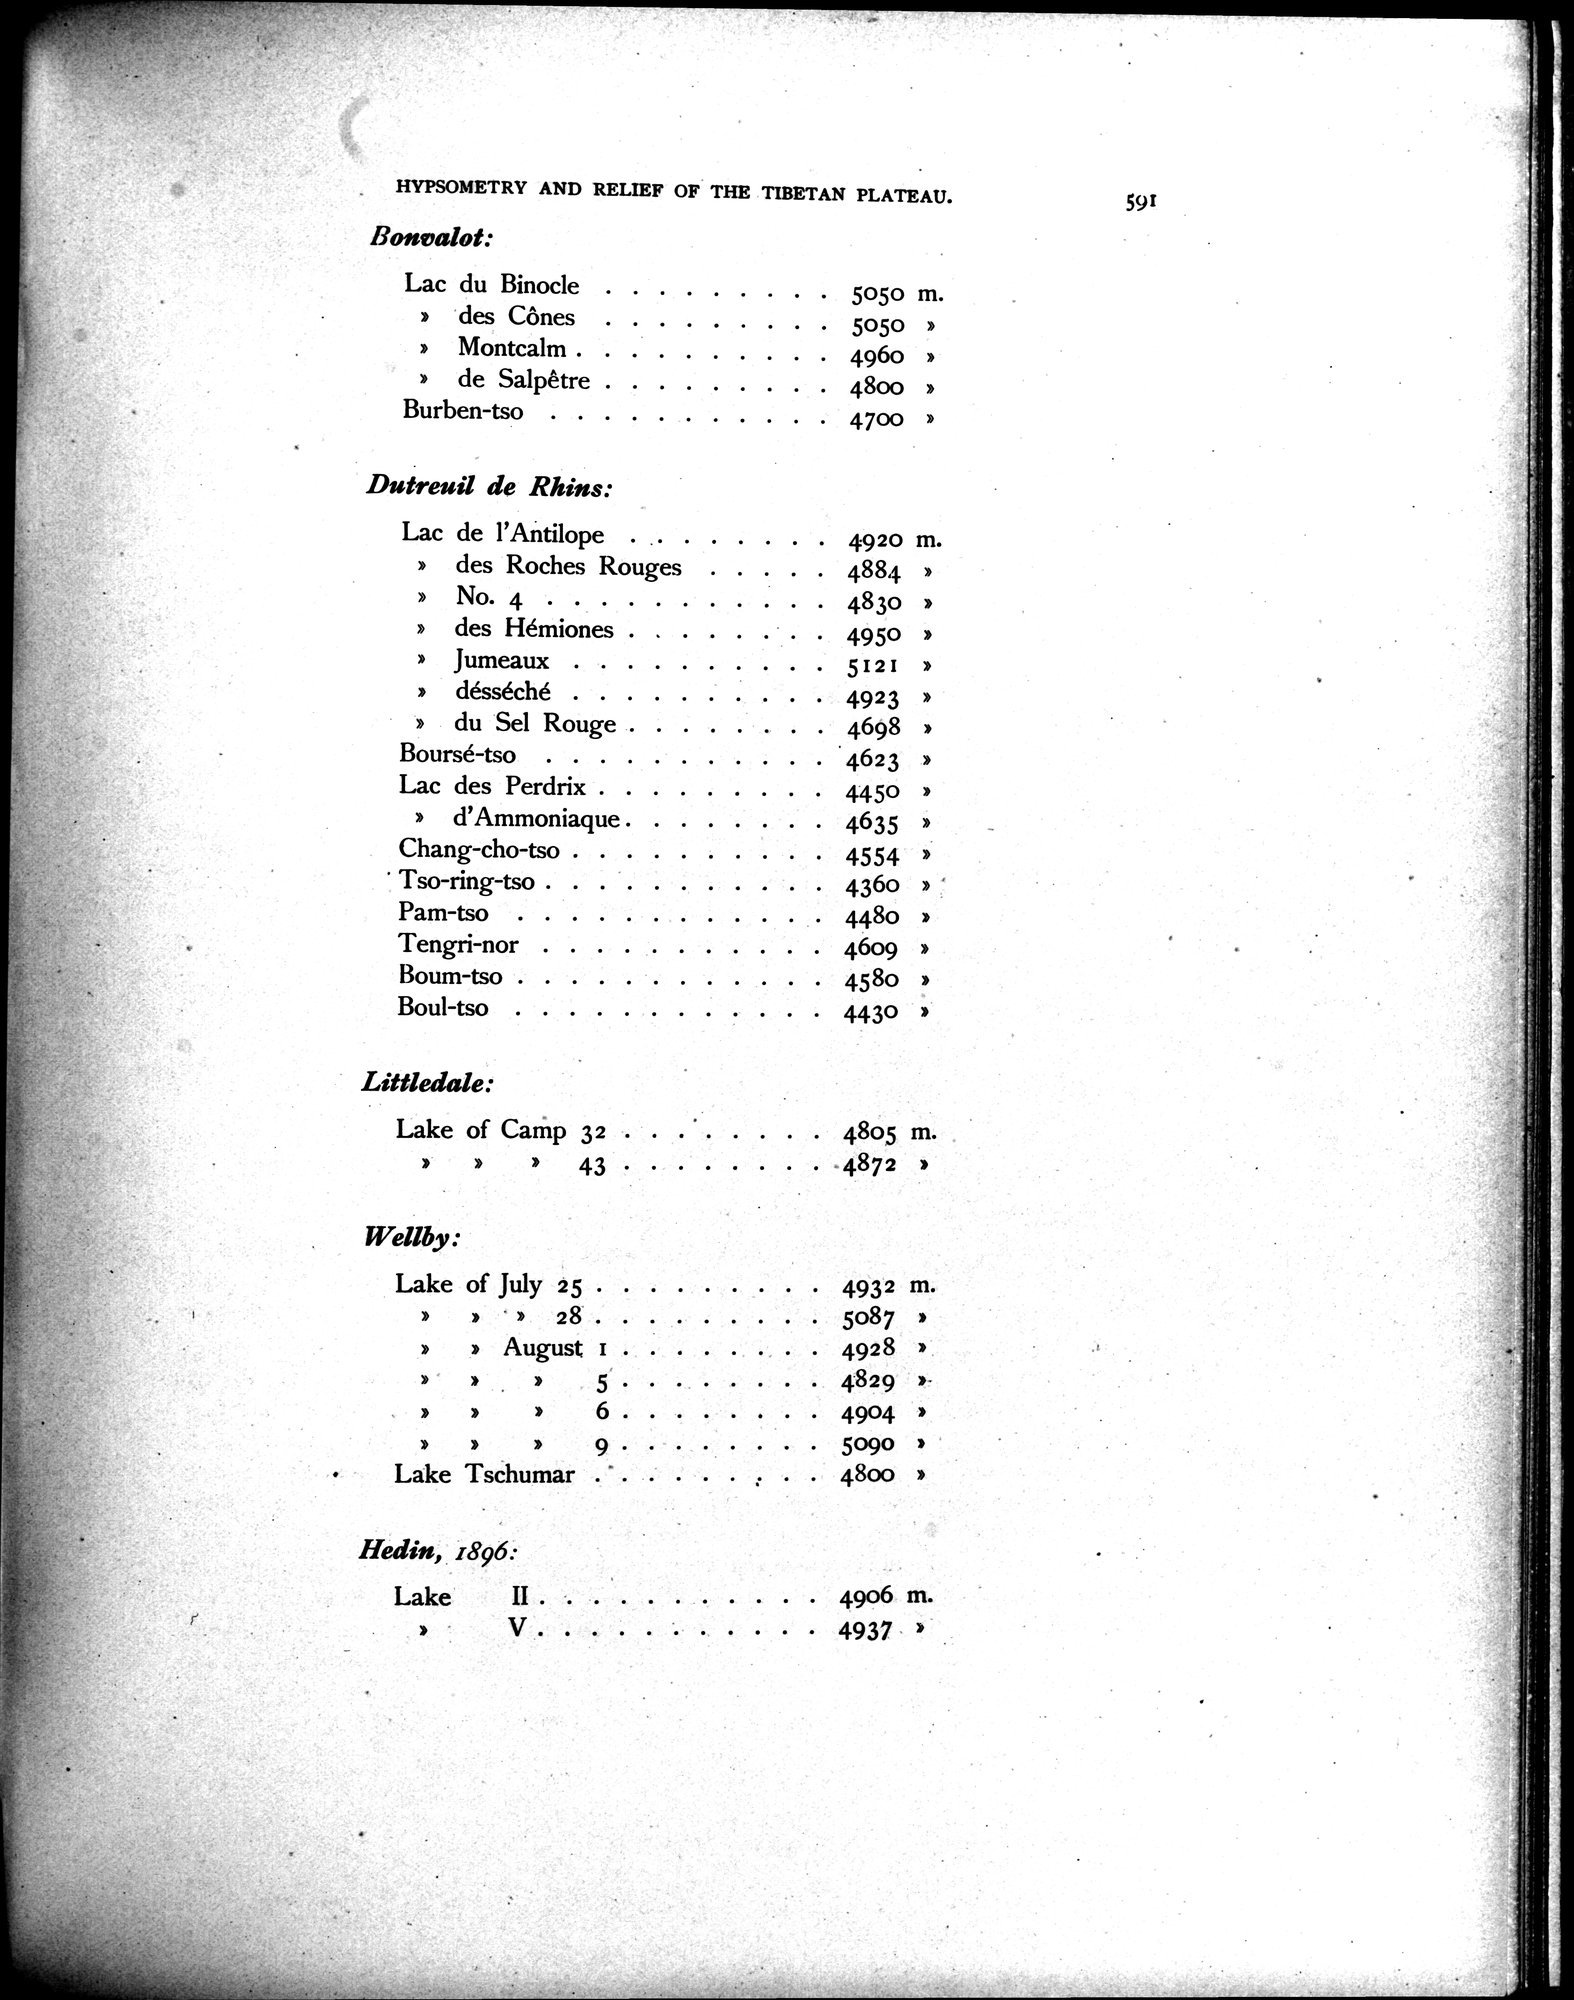 HYPSOMETRY AND RELIEF OF THE TIBETAN PLATEAU. 591
Bonvalot:
Lac du Binocle . . . . . . . . . 5050 m.
» des Cônes . . . . . . . . . 5050 »
» Montcalm . . . . . . . . . . 4960 »
» de Salpêtre . . . . . . . . . 4800 »
Burben-tso . . . . . . . . . . . 4700 »
Dutreuil de Rhins:
Lac de l'Antilope . . . . . . . . 4920 m.
» des Roches Rouges . . . . . 4884 »
» No. 4 . . . . . . . . . . . 4830 »
» des Hémiones . . . . . . . . 4950 »
» Jumeaux . . . . . . . . . . 5121 »
» désséché . . . . . . . . . . 4923 »
» du Sel Rouge . . . . . . . . 4698 »
Boursé-tso . . . . . . . . . . . 4623 »
Lac des Perdrix . . . . . . . . . 4450 »
» d'Ammoniaque . . . . . . . . 4635 »
Chang-cho-tso . . . . . . . . . . 4554 »
Tso-ring-tso . . . . . . . . . . . 4360 »
Pam-tso . . . . . . . . . . . . 4480 »
Tengri-nor . . . . . . . . . . . 4609 »
Boum-tso . . . . . . . . . . . . 4580 »
Boul-tso . . . . . . . . . . . . 4430 »
Littledale:
Lake of Camp 32 . . . . . . . . 4805 m.
» » » 43 . . . . . . . . 4872 »
Wellby:
Lake of July 25 . . . . . . . . . 4932 m.
» » » 28 . . . . . . . . . 5087 »
» » August 1 . . . . . . . . 4928 »
» » » 5 . . . . . . . . 4829 »
» » » 6 . . . . . . . . 4904 »
» » » 9 . . . . . . . . 5090 »
Lake Tschumar . . . . . . . . . 4800 »
Hedin, 1896:
Lake II . . . . . . . . . . . 4906 m.
» V . . . . . . . . . . . 4937 »